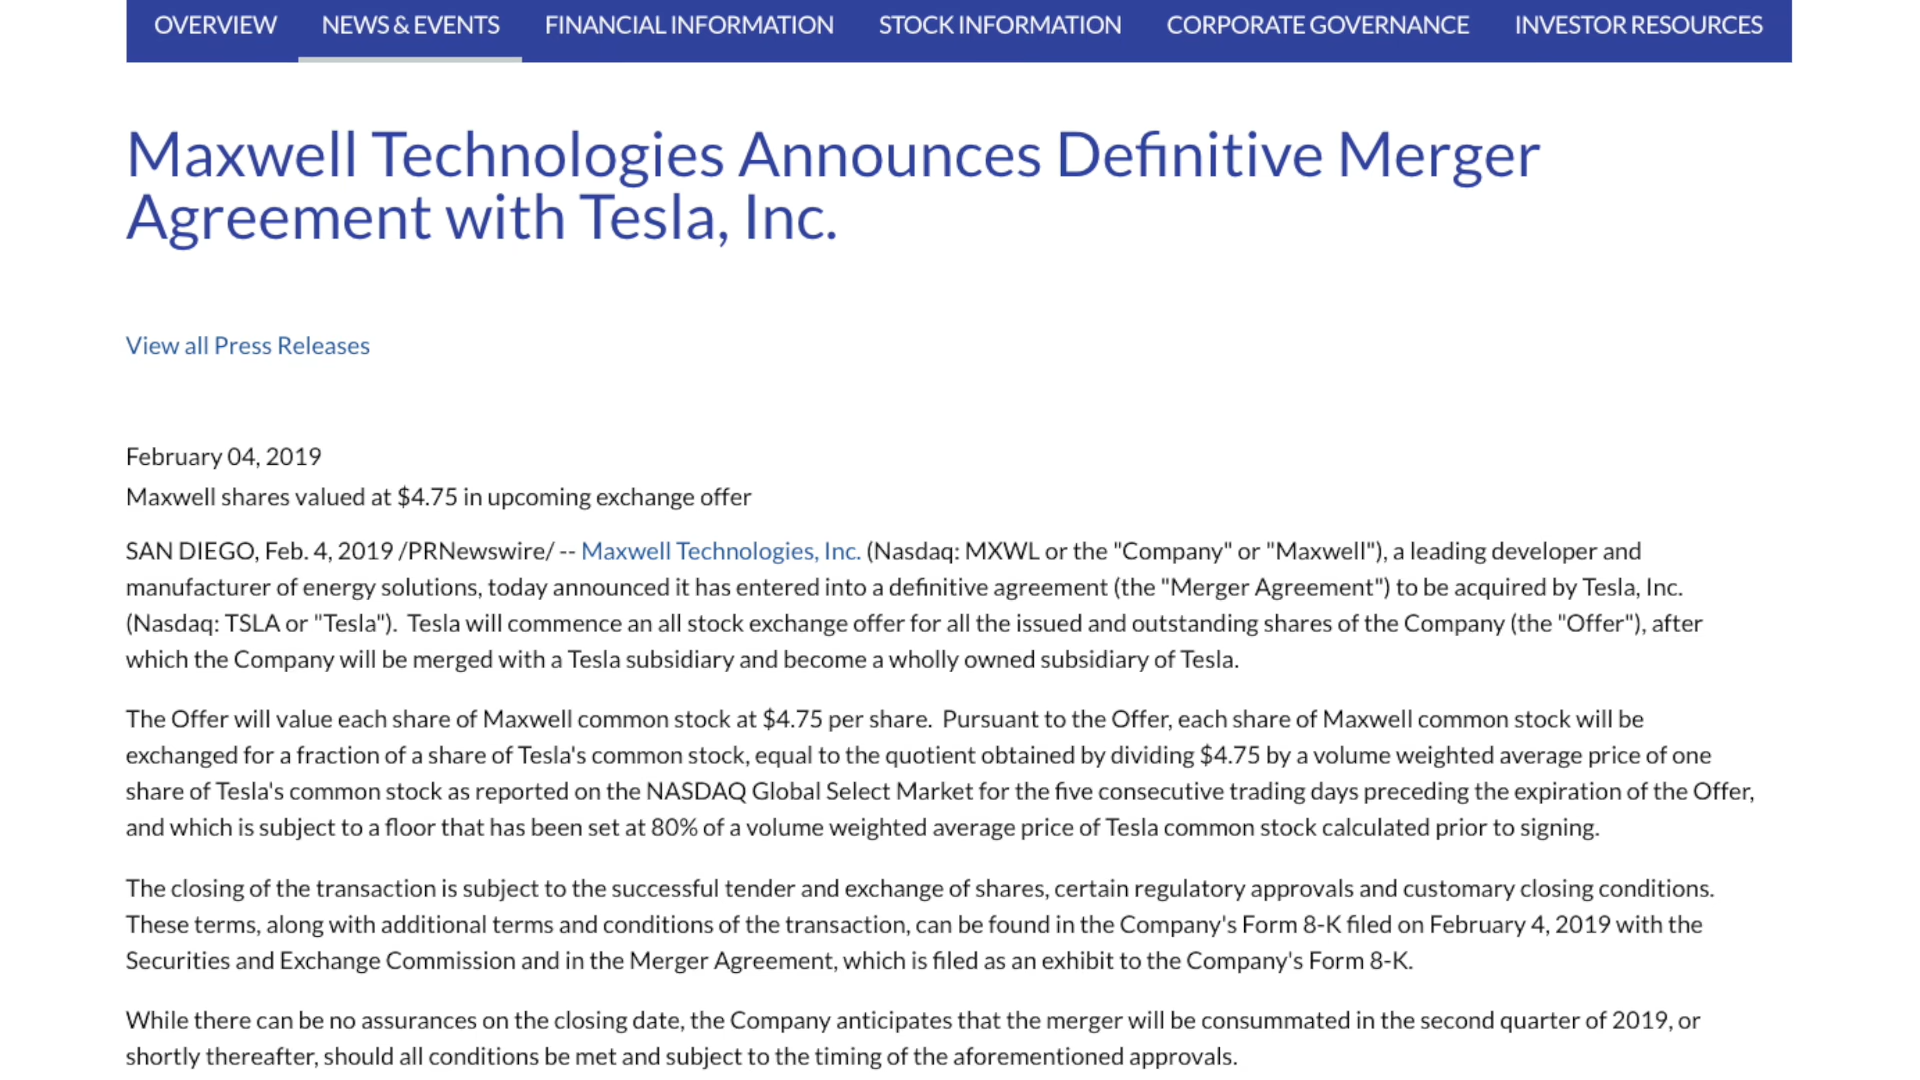 OVERVIEW NEWS & EVENTS FINANCIAL INFORMATION STOCK INFORMATION CORPORATE GOVERNANCE INVESTOR RESOURCES
Maxwell Technologies Announces Definitive Merger
Agreement with Tesla, Inc.
View all Press Releases
February 04, 2019
Maxwell shares valued at $4.75 in upcoming exchange offer
SAN DIEGO, Feb. 4, 2019 /PRNewswire/ -- Maxwell Technologies, Inc. (Nasdaq: MXWL or the "Company" or "Maxwell"), a leading developer and
manufacturer of energy solutions, today announced it has entered into a definitive agreement (the "Merger Agreement") to be acquired by Tesla, Inc.
(Nasdaq: TSLA or "Tesla").  Tesla will commence an all stock exchange offer for all the issued and outstanding shares of the Company (the "Offer"), after
which the Company will be merged with a Tesla subsidiary and become a wholly owned subsidiary of Tesla.
The Offer will value each share of Maxwell common stock at $4.75 per share.  Pursuant to the Offer, each share of Maxwell common stock will be
exchanged for a fraction of a share of Tesla's common stock, equal to the quotient obtained by dividing $4.75 by a volume weighted average price of one
share of Tesla's common stock as reported on the NASDAQ Global Select Market for the five consecutive trading days preceding the expiration of the Offer,
and which is subject to a floor that has been set at 80% of a volume weighted average price of Tesla common stock calculated prior to signing.
The closing of the transaction is subject to the successful tender and exchange of shares, certain regulatory approvals and customary closing conditions.
These terms, along with additional terms and conditions of the transaction, can be found in the Company's Form 8-K filed on February 4, 2019 with the
Securities and Exchange Commission and in the Merger Agreement, which is filed as an exhibit to the Company's Form 8-K.
While there can be no assurances on the closing date, the Company anticipates that the merger will be consummated in the second quarter of 2019, or
shortly thereafter, should all conditions be met and subject to the timing of the aforementioned approvals.